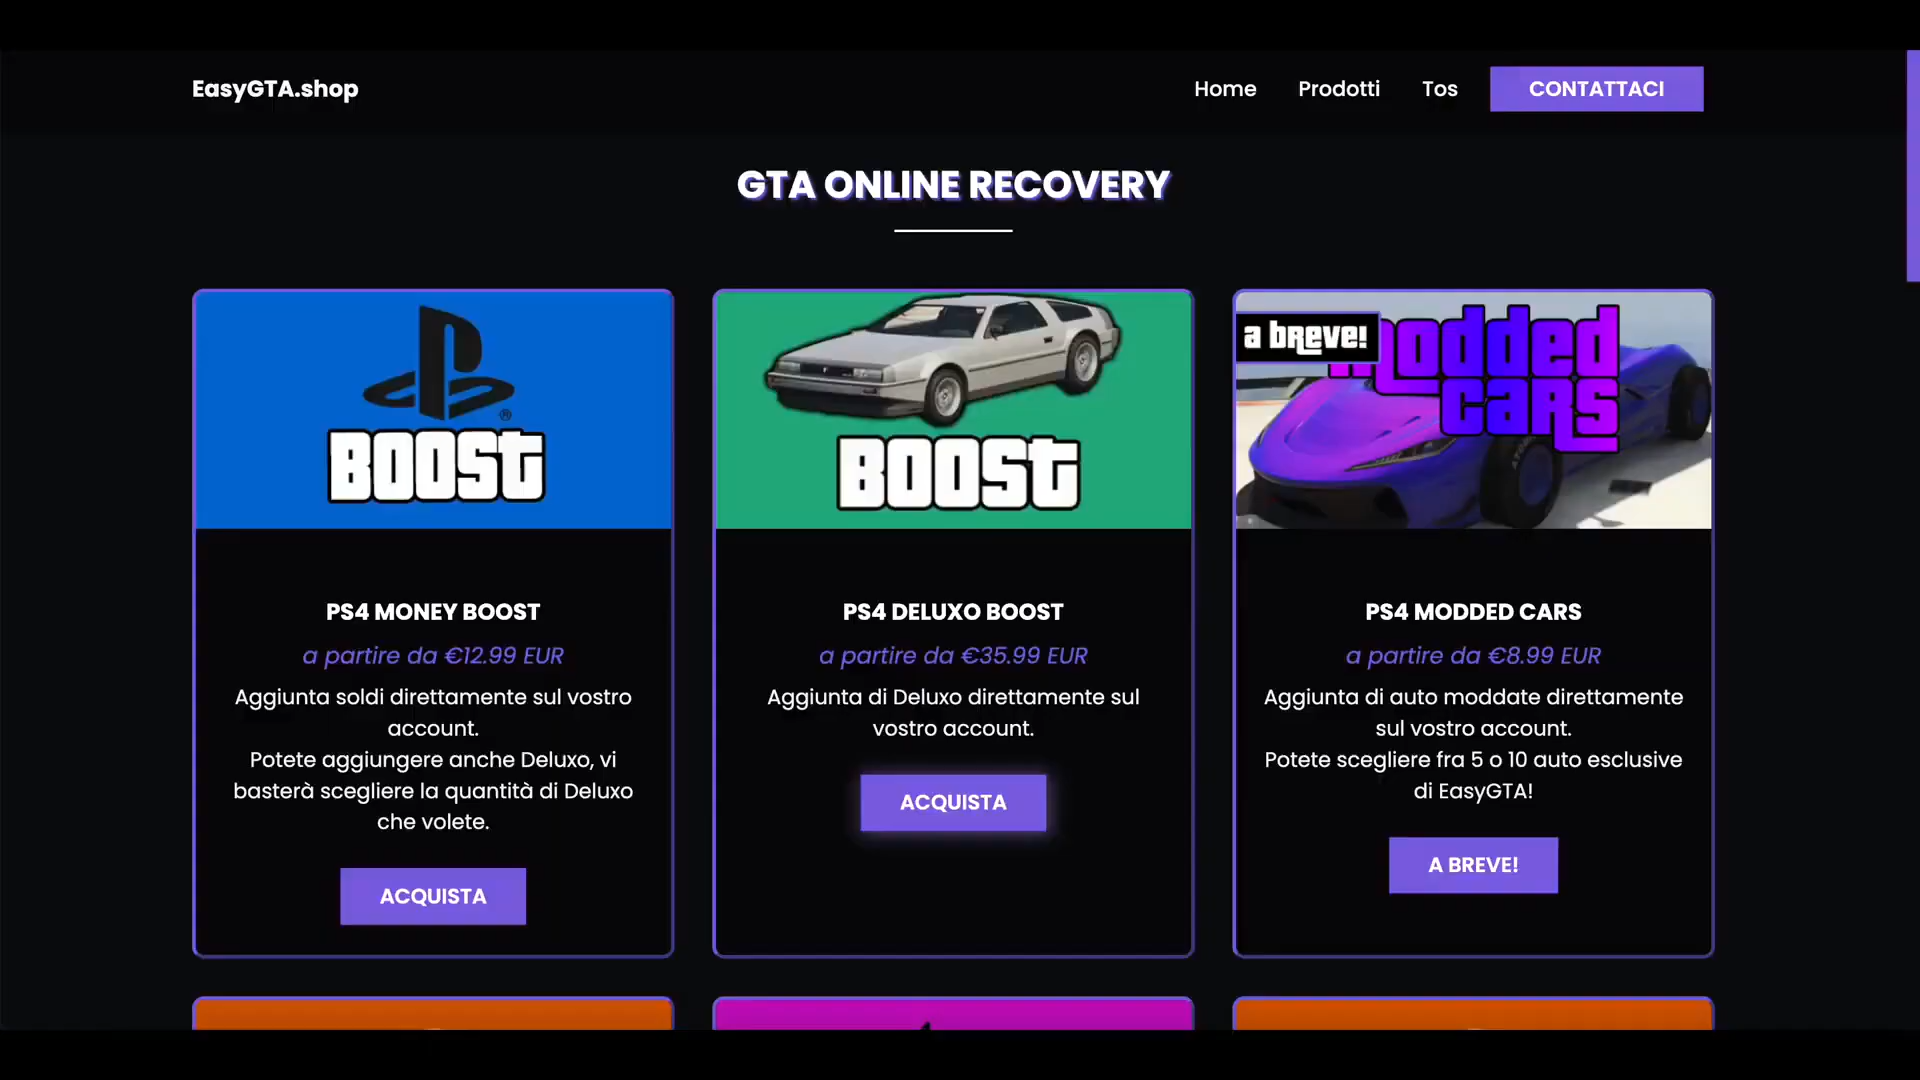 EasyGTA.shop
Home
Prodotti
Tos
CONTATTACI
GTA ONLINE RECOVERY
BOOST
PS4 MONEY BOOST
a partire da €12.99 EUR
Aggiunta soldi direttamente sul vostro
account.
Potete aggiungere anche Deluxo, vi
basterà scegliere la quantità di Deluxo
che volete.
ACQUISTA
BOOST
PS4 DELUXO BOOST
a partire da €35.99 EUR
Aggiunta di Deluxo direttamente sul
vostro account.
ACQUISTA
a breve!
modded
cars
PS4 MODDED CARS
a partire da €8.99 EUR
Aggiunta di auto moddate direttamente
sul vostro account.
Potete scegliere fra 5 o 10 auto esclusive
di EasyGTA!
A BREVE!